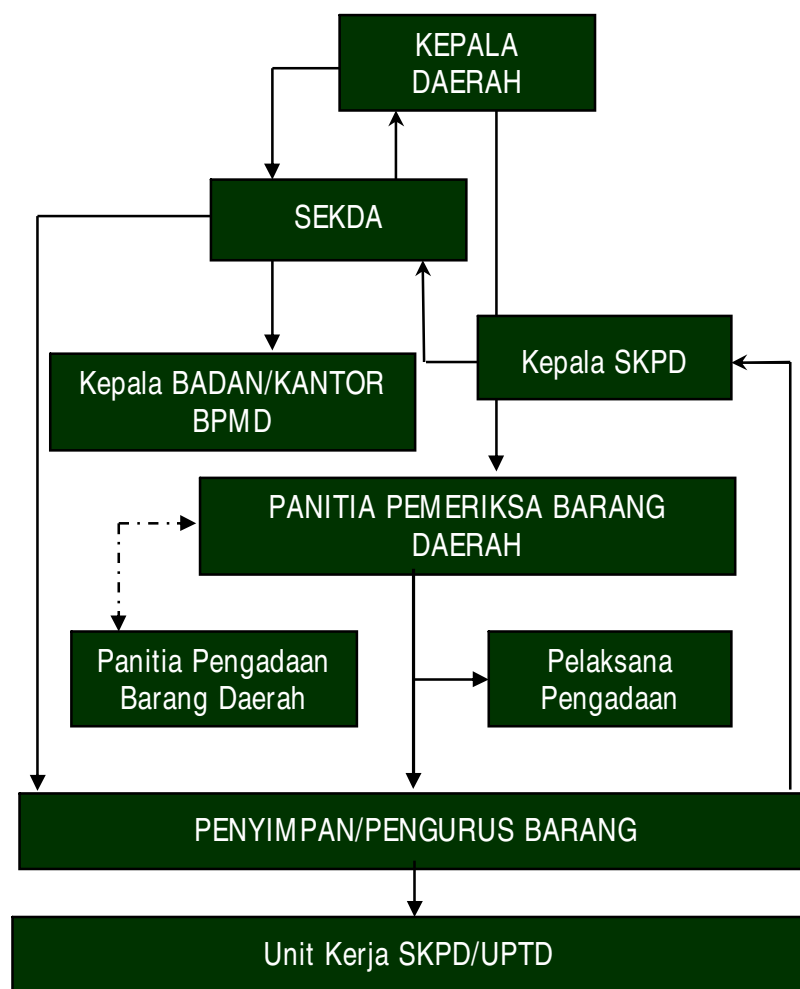 KEPALA
DAERAH
SEKDA
Kepala SKPD
Kepala BADAN/KANTOR
BPMD
PANITIA PEMERIKSA BARANG
DAERAH
Panitia Pengadaan
Barang Daerah
Pelaksana
Pengadaan
PENYIMPAN/PENGURUS BARANG
Unit Kerja SKPD/UPTD